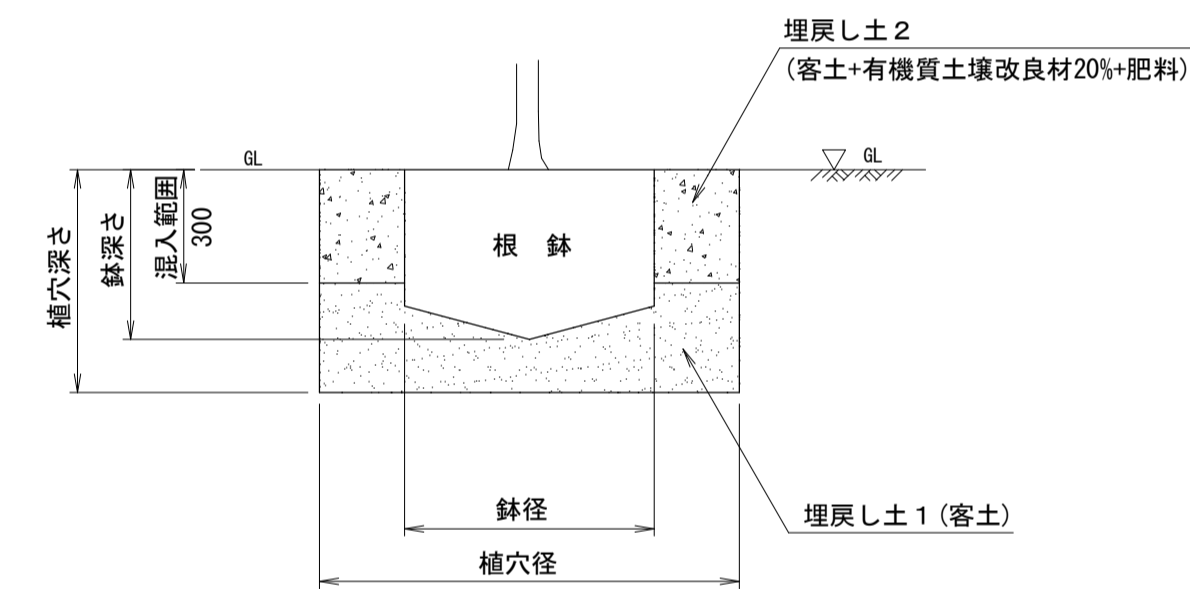 埋戻し土２
(客土+有機質土壌改良材20%+肥料)
GL
GL
植穴深さ
鉢深さ
混入範囲
300
根　鉢
鉢径
植穴径
埋戻し土１(客土)